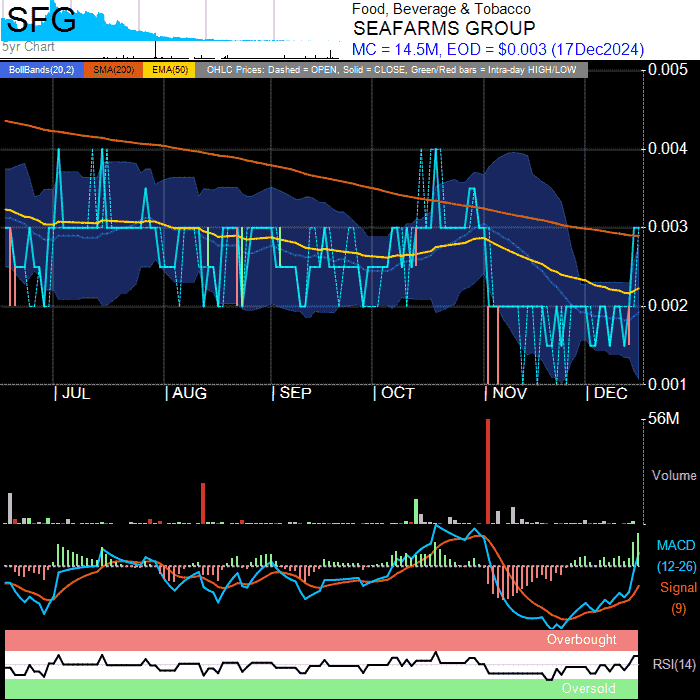 SFG
5yr Chart
Food, Beverage & Tobacco
SEAFARMS GROUP
MC = 14.5M, EOD = $0.003 (17Dec2024)
BollBands(20,2) SMA(200) EMA(50) OHLC Prices: Dashed = OPEN, Solid = CLOSE, Green/Red bars = Intra-day HIGH/LOW
0.005
0.004
0.003
0.002
0.001
JUL AUG SEP OCT NOV DEC
56M
Volume
MACD
(12-26)
Signal
(9)
Overbought
RSI(14)
Oversold